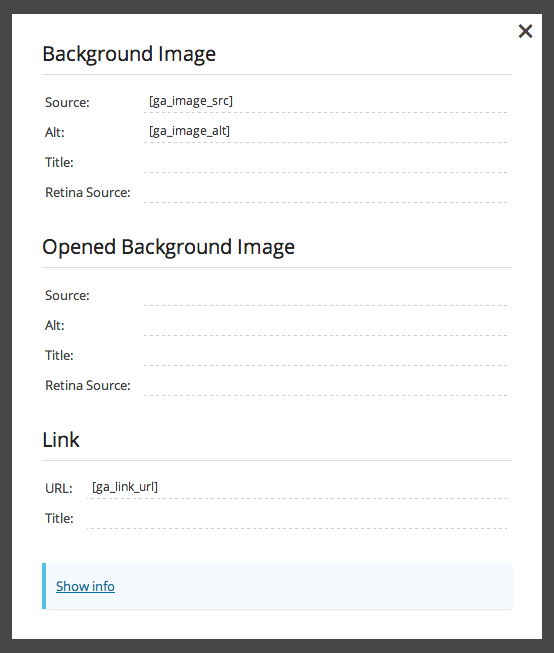 Background Image
Source: [ga_image_src]
Alt: [ga_image_alt]
Title:
Retina Source:
Opened Background Image
Source:
Alt:
Title:
Retina Source:
Link
URL: [ga_link_url]
Title:
Show info